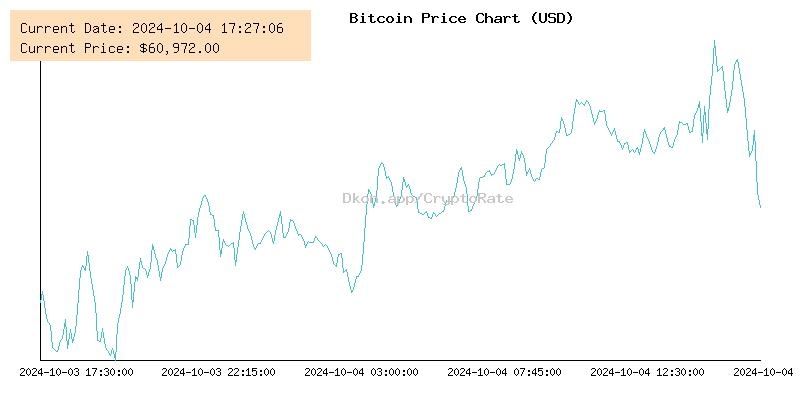 Bitcoin Price Chart (USD)
Current Date: 2024-10-04 17:27:06
Current Price: $60,972.00
Dkon.app/CryptoRate
2024-10-03 17:30:00 2024-10-03 22:15:00 2024-10-04 03:00:00 2024-10-04 07:45:00 2024-10-04 12:30:00 2024-10-04